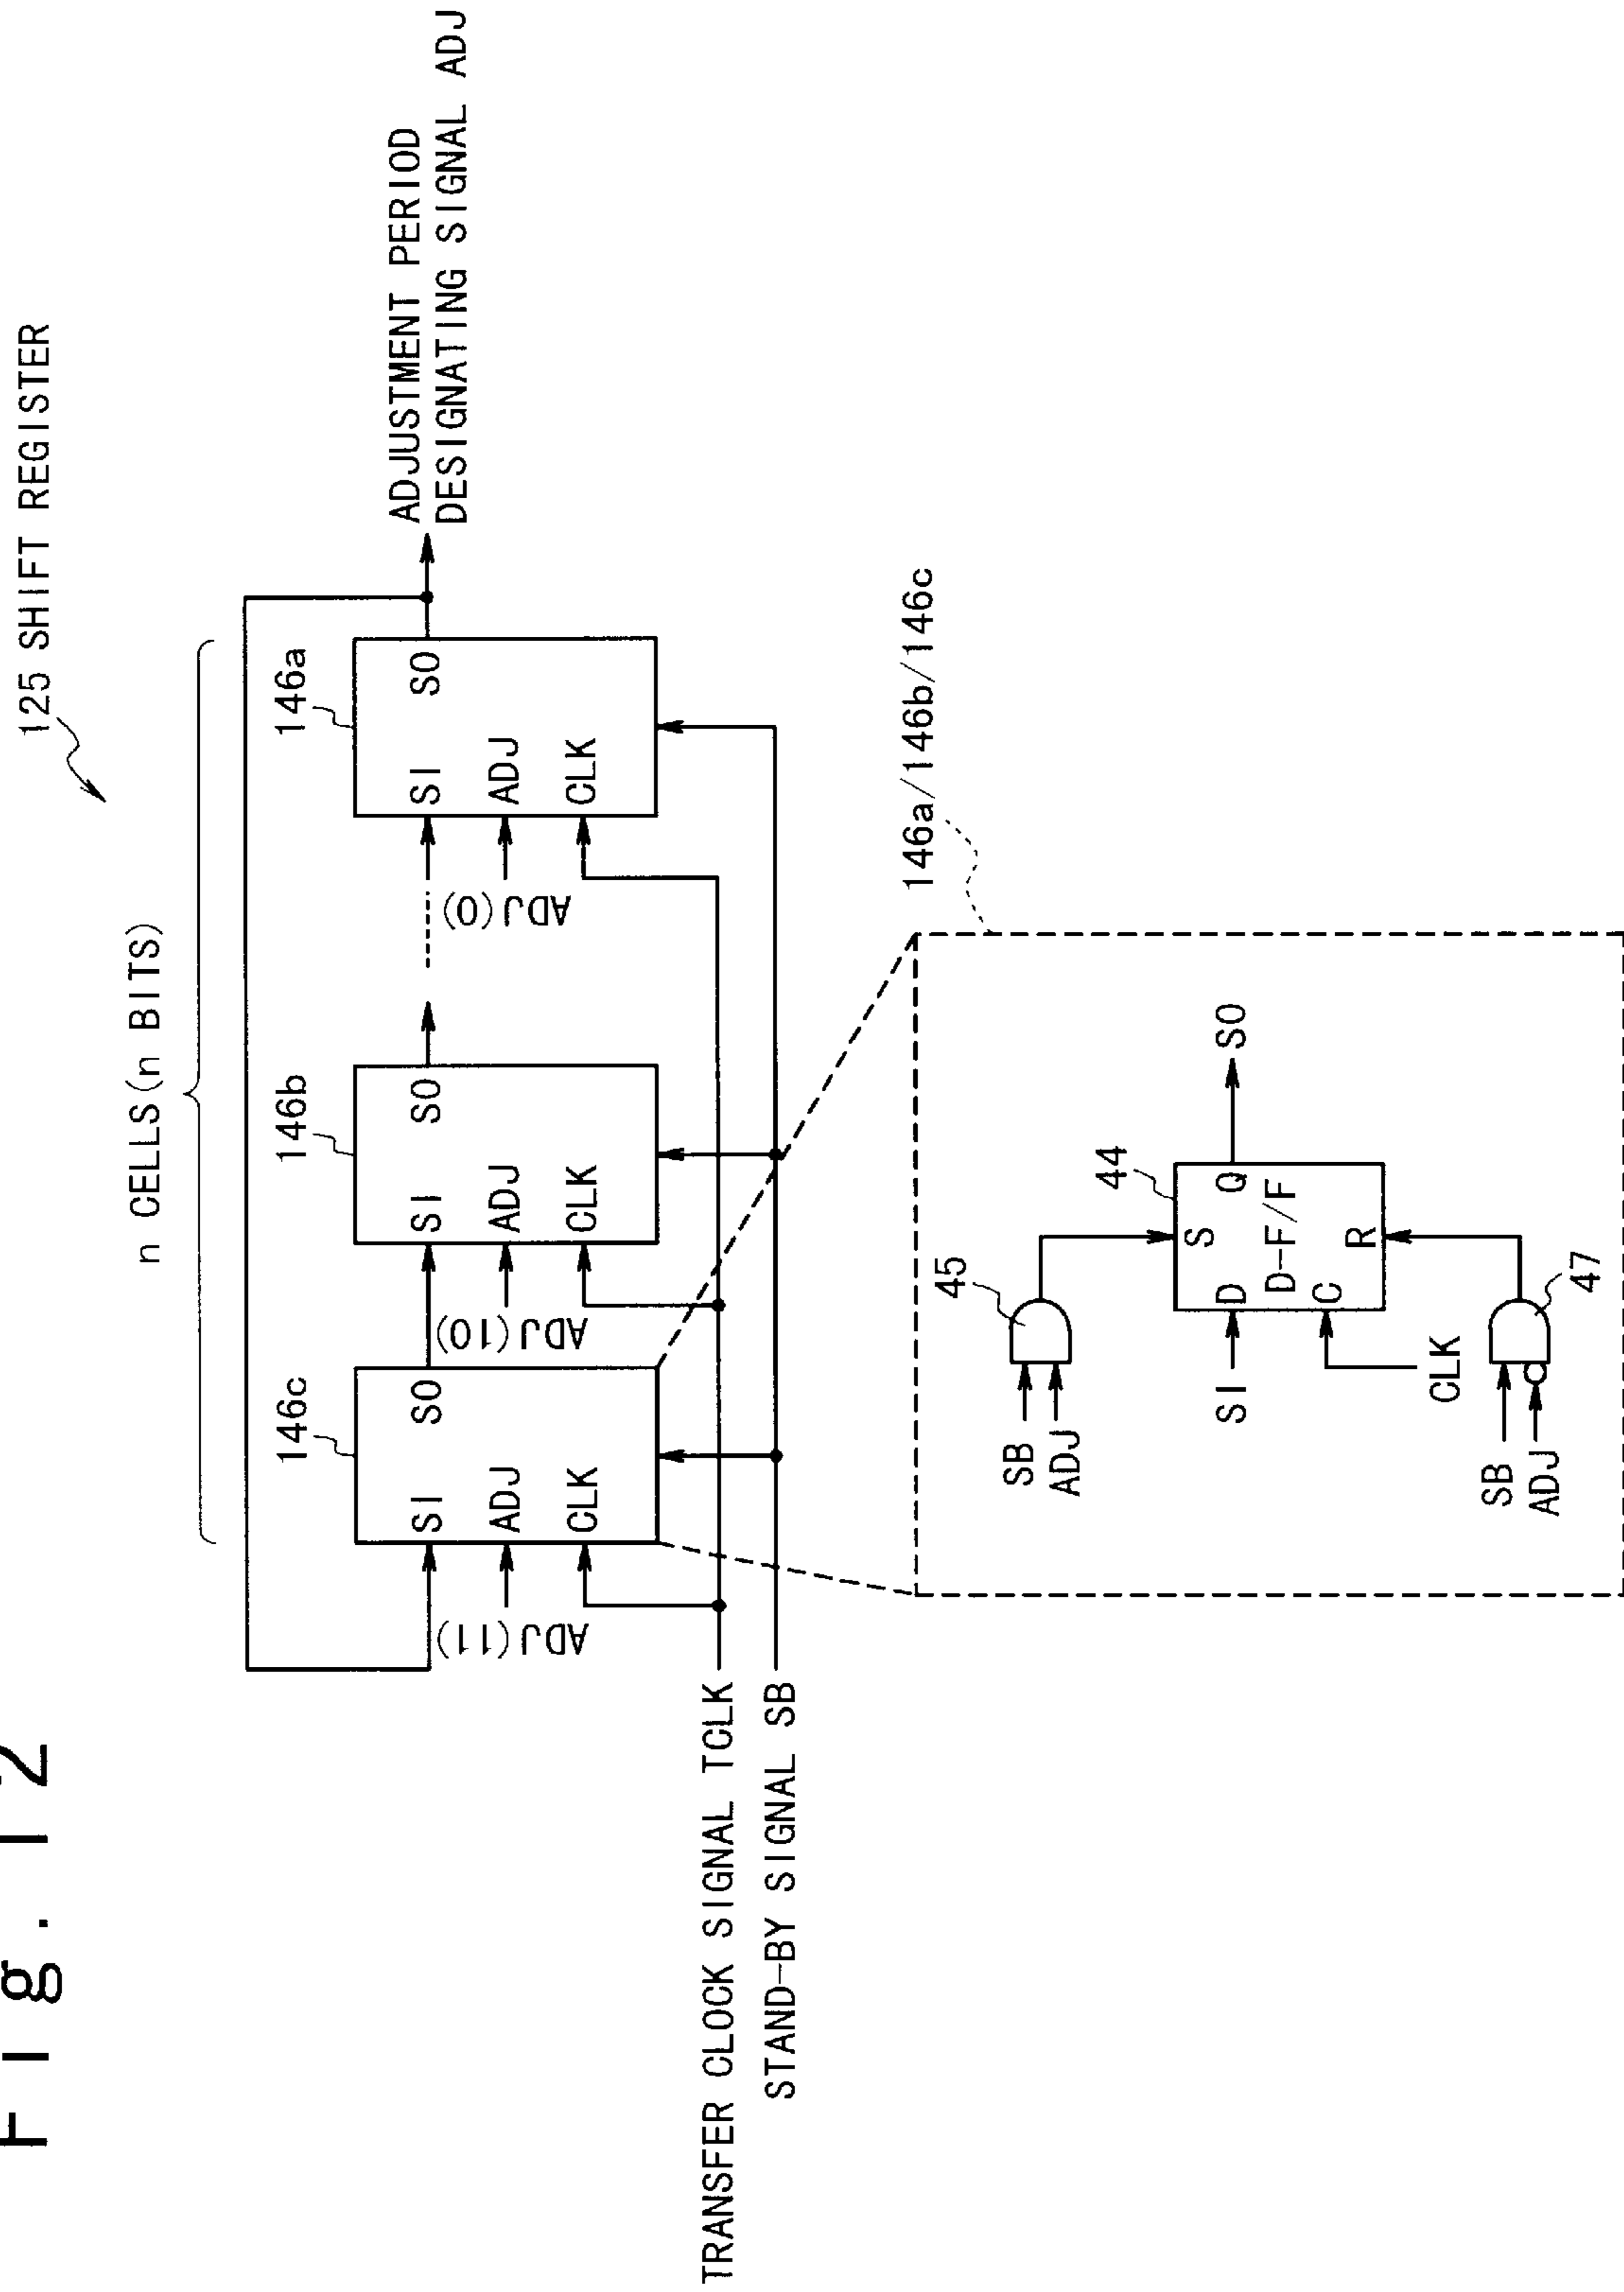 Fig. 12
125 SHIFT REGISTER
n CELLS(n BITS)
146c
146b
146a
SI
SO
ADJ
CLK
SI
SO
ADJ
CLK
SI
SO
ADJ
CLK
ADJ(11)
ADJ(10)
ADJ(0)
ADJUSTMENT PERIOD
DESIGNATING SIGNAL ADJ
TRANSFER CLOCK SIGNAL TCLK
STAND-BY SIGNAL SB
146a/146b/146c
SB
ADJ
45
44
SI
D
S
Q
SO
D-F/F
C
R
CLK
SB
ADJ
47